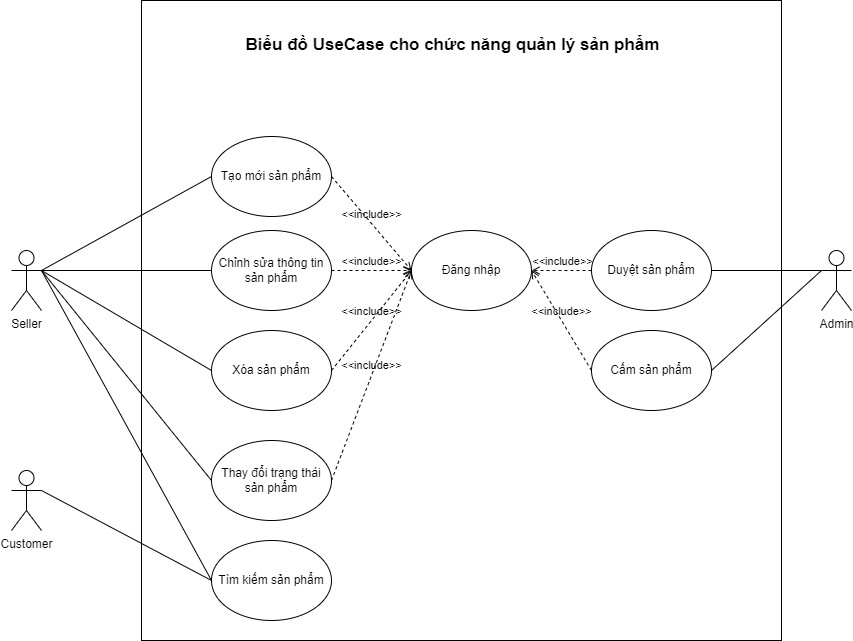 Biểu đồ UseCase cho chức năng quản lý sản phẩm
Tạo mới sản phẩm
<<include>>
Chỉnh sửa thông tin
sản phẩm
<<include>>
Đăng nhập
<<include>>
Duyệt sản phẩm
Seller
Admin
<<include>>
<<include>>
Xóa sản phẩm
<<include>>
Cấm sản phẩm
Thay đổi trạng thái
sản phẩm
Customer
Tìm kiếm sản phẩm